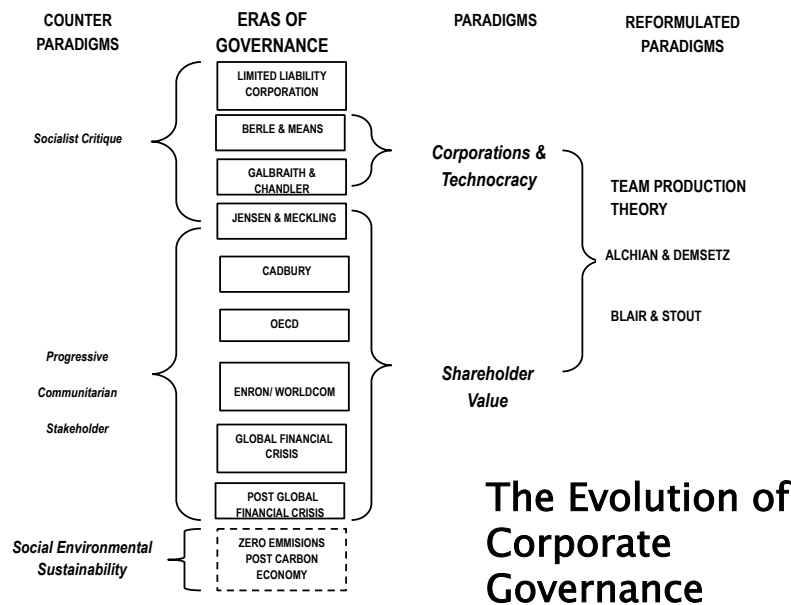 COUNTER
PARADIGMS
ERAS OF
GOVERNANCE
PARADIGMS
REFORMULATED
PARADIGMS
LIMITED LIABILITY
CORPORATION
BERLE & MEANS
GALBRAITH &
CHANDLER
JENSEN & MECKLING
CADBURY
OECD
ENRON/ WORLDCOM
GLOBAL FINANCIAL
CRISIS
POST GLOBAL
FINANCIAL CRISIS
ZERO EMMISIONS
POST CARBON
ECONOMY
Socialist Critique
Progressive
Communitarian
Stakeholder
Social Environmental
Sustainability
Corporations &
Technocracy
Shareholder
Value
TEAM PRODUCTION
THEORY
ALCHIAN & DEMSETZ
BLAIR & STOUT
The Evolution of
Corporate
Governance